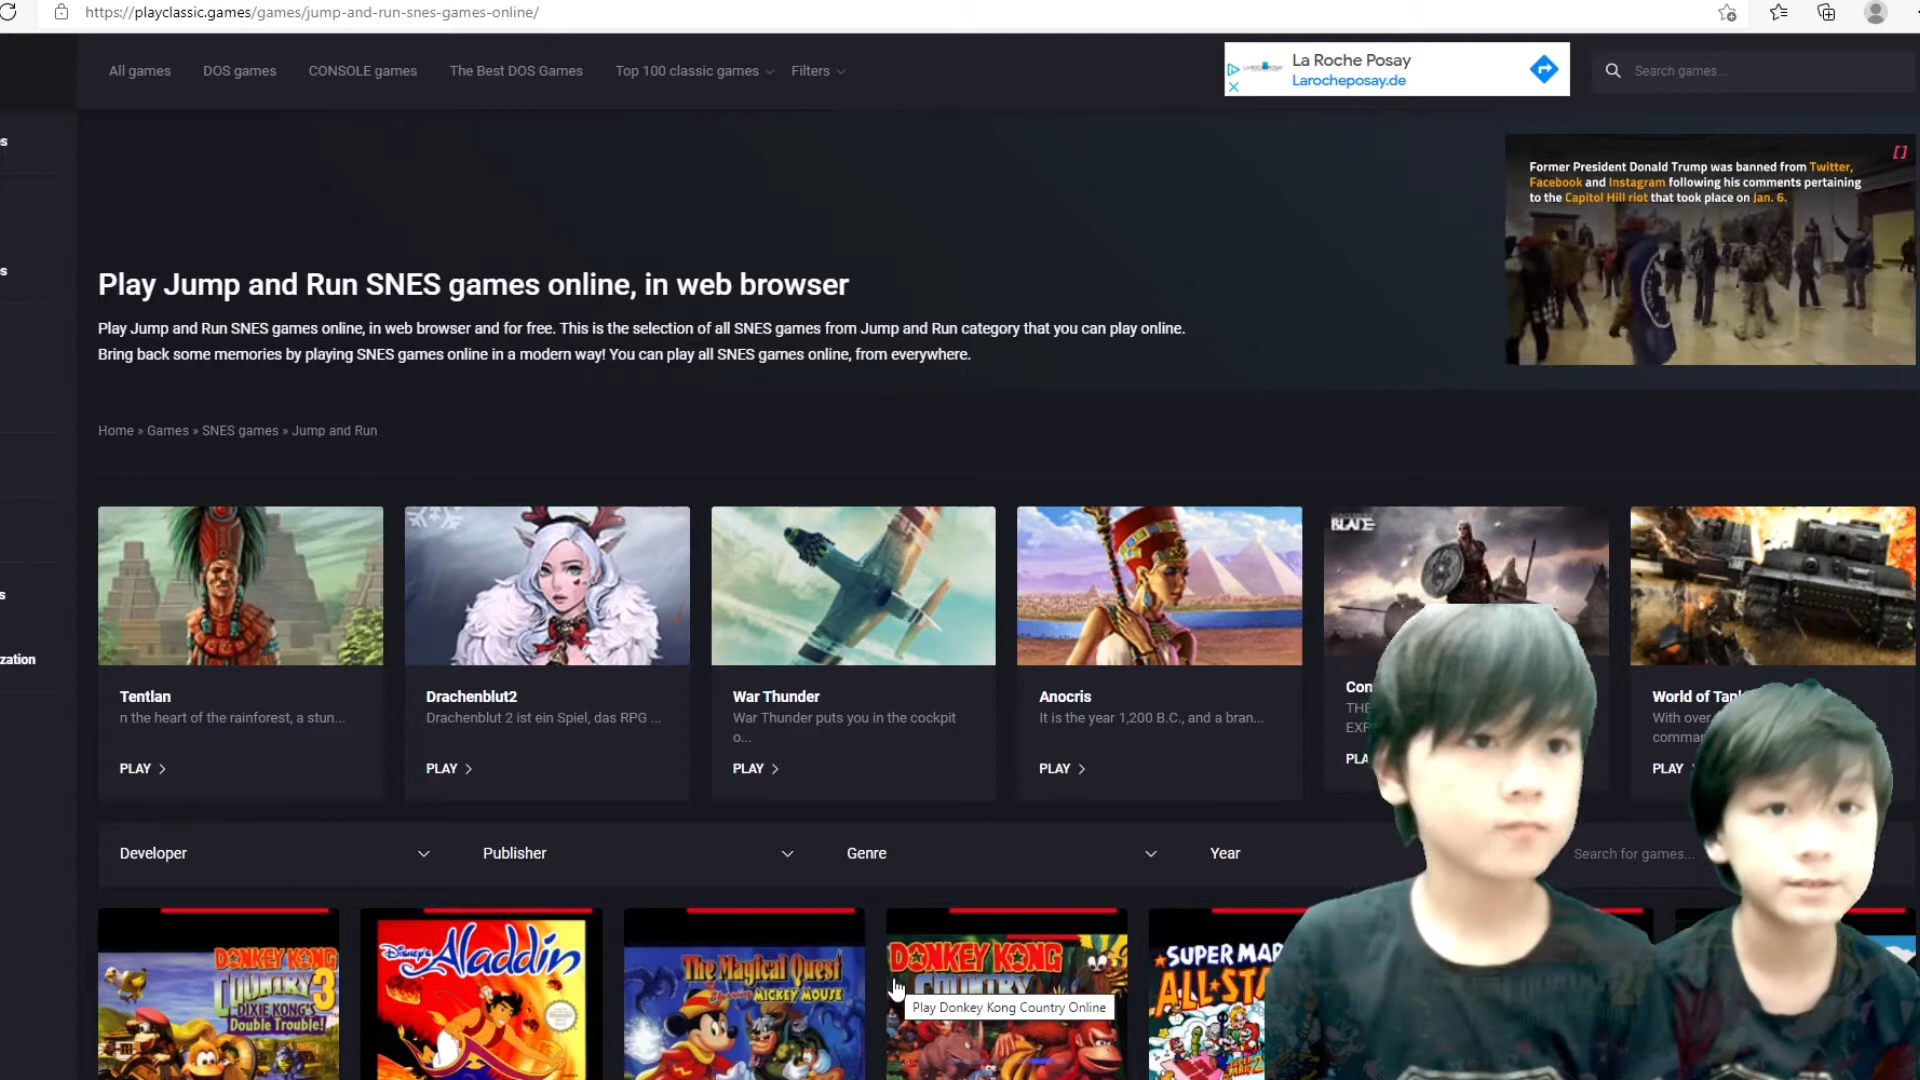 https://playclassic.games/games/jump-and-run-snes-games-online/
All games
DOS games
CONSOLE games
The Best DOS Games
Top 100 classic games
Filters
La Roche Posay
Larocheposay.de
Search games...
s
s
s
zation
Former President Donald Trump was banned from Twitter,
Facebook and Instagram following his comments pertaining
to the Capitol Hill riot that took place on Jan. 6.
Play Jump and Run SNES games online, in web browser
Play Jump and Run SNES games online, in web browser and for free. This is the selection of all SNES games from Jump and Run category that you can play online.
Bring back some memories by playing SNES games online in a modern way! You can play all SNES games online, from everywhere.
Home » Games » SNES games » Jump and Run
Tentlan
n the heart of the rainforest, a stun...
PLAY
Drachenblut2
Drachenblut 2 ist ein Spiel, das RPG ...
PLAY
War Thunder
War Thunder puts you in the cockpit
o...
PLAY
Anocris
It is the year 1,200 B.C., and a bran...
PLAY
BLADE
Con
THE
EXP
PLA
World of Tank
With over
comma
PLAY
Developer
Publisher
Genre
Year
Search for games...
DONKEY KONG
COUNTRY 3
DIXIE KONG'S
Double Trouble!
Disney's Aladdin
The Magical Quest
MICKEY MOUSE
DONKEY KONG
COUNTRY
Play Donkey Kong Country Online
SUPER MAR
ALL-STA